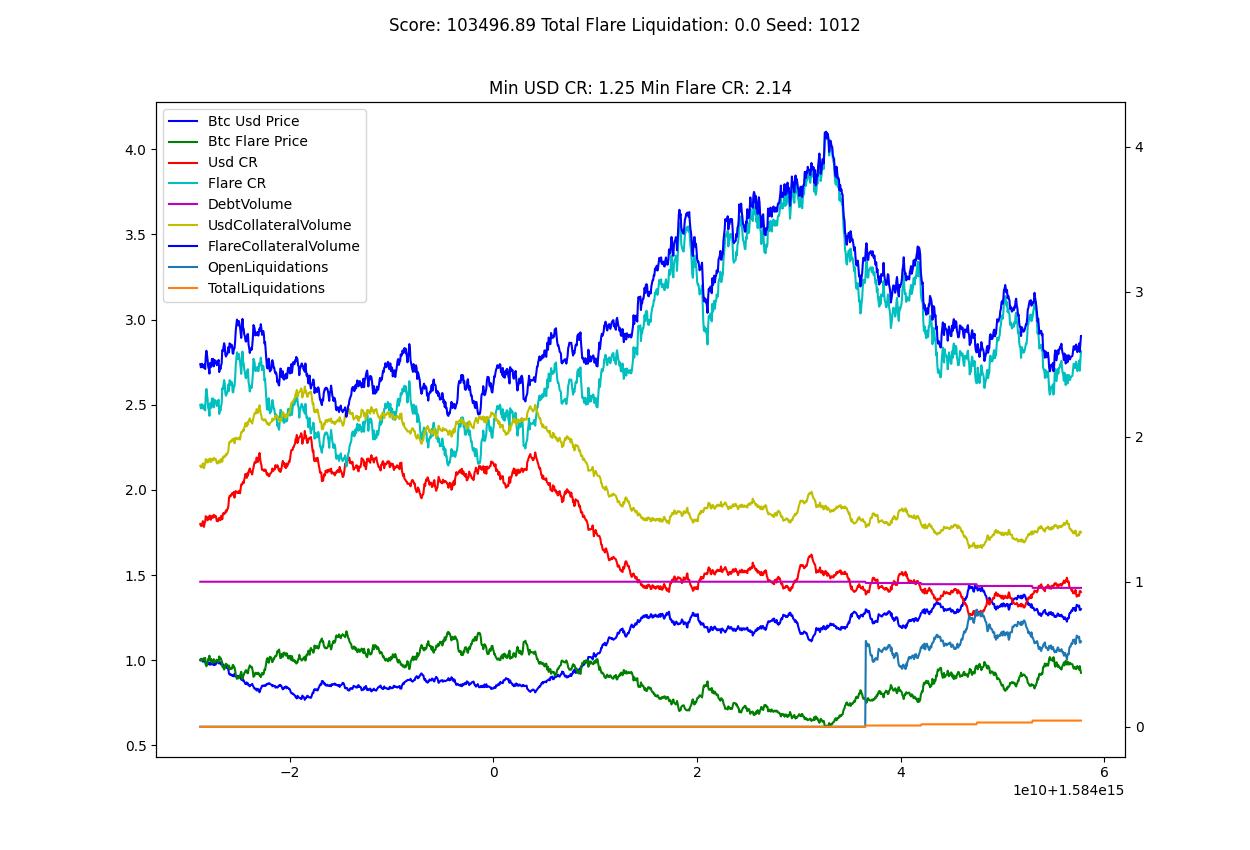 Score: 103496.89 Total Flare Liquidation: 0.0 Seed: 1012
Min USD CR: 1.25 Min Flare CR: 2.14
Btc Usd Price
Btc Flare Price
Usd CR
Flare CR
DebtVolume
UsdCollateralVolume
FlareCollateralVolume
OpenLiquidations
TotalLiquidations
4.0
3.5
3.0
2.5
2.0
1.5
1.0
0.5
4
3
2
1
0
−2
0
2
4
6
1e10+1.584e15